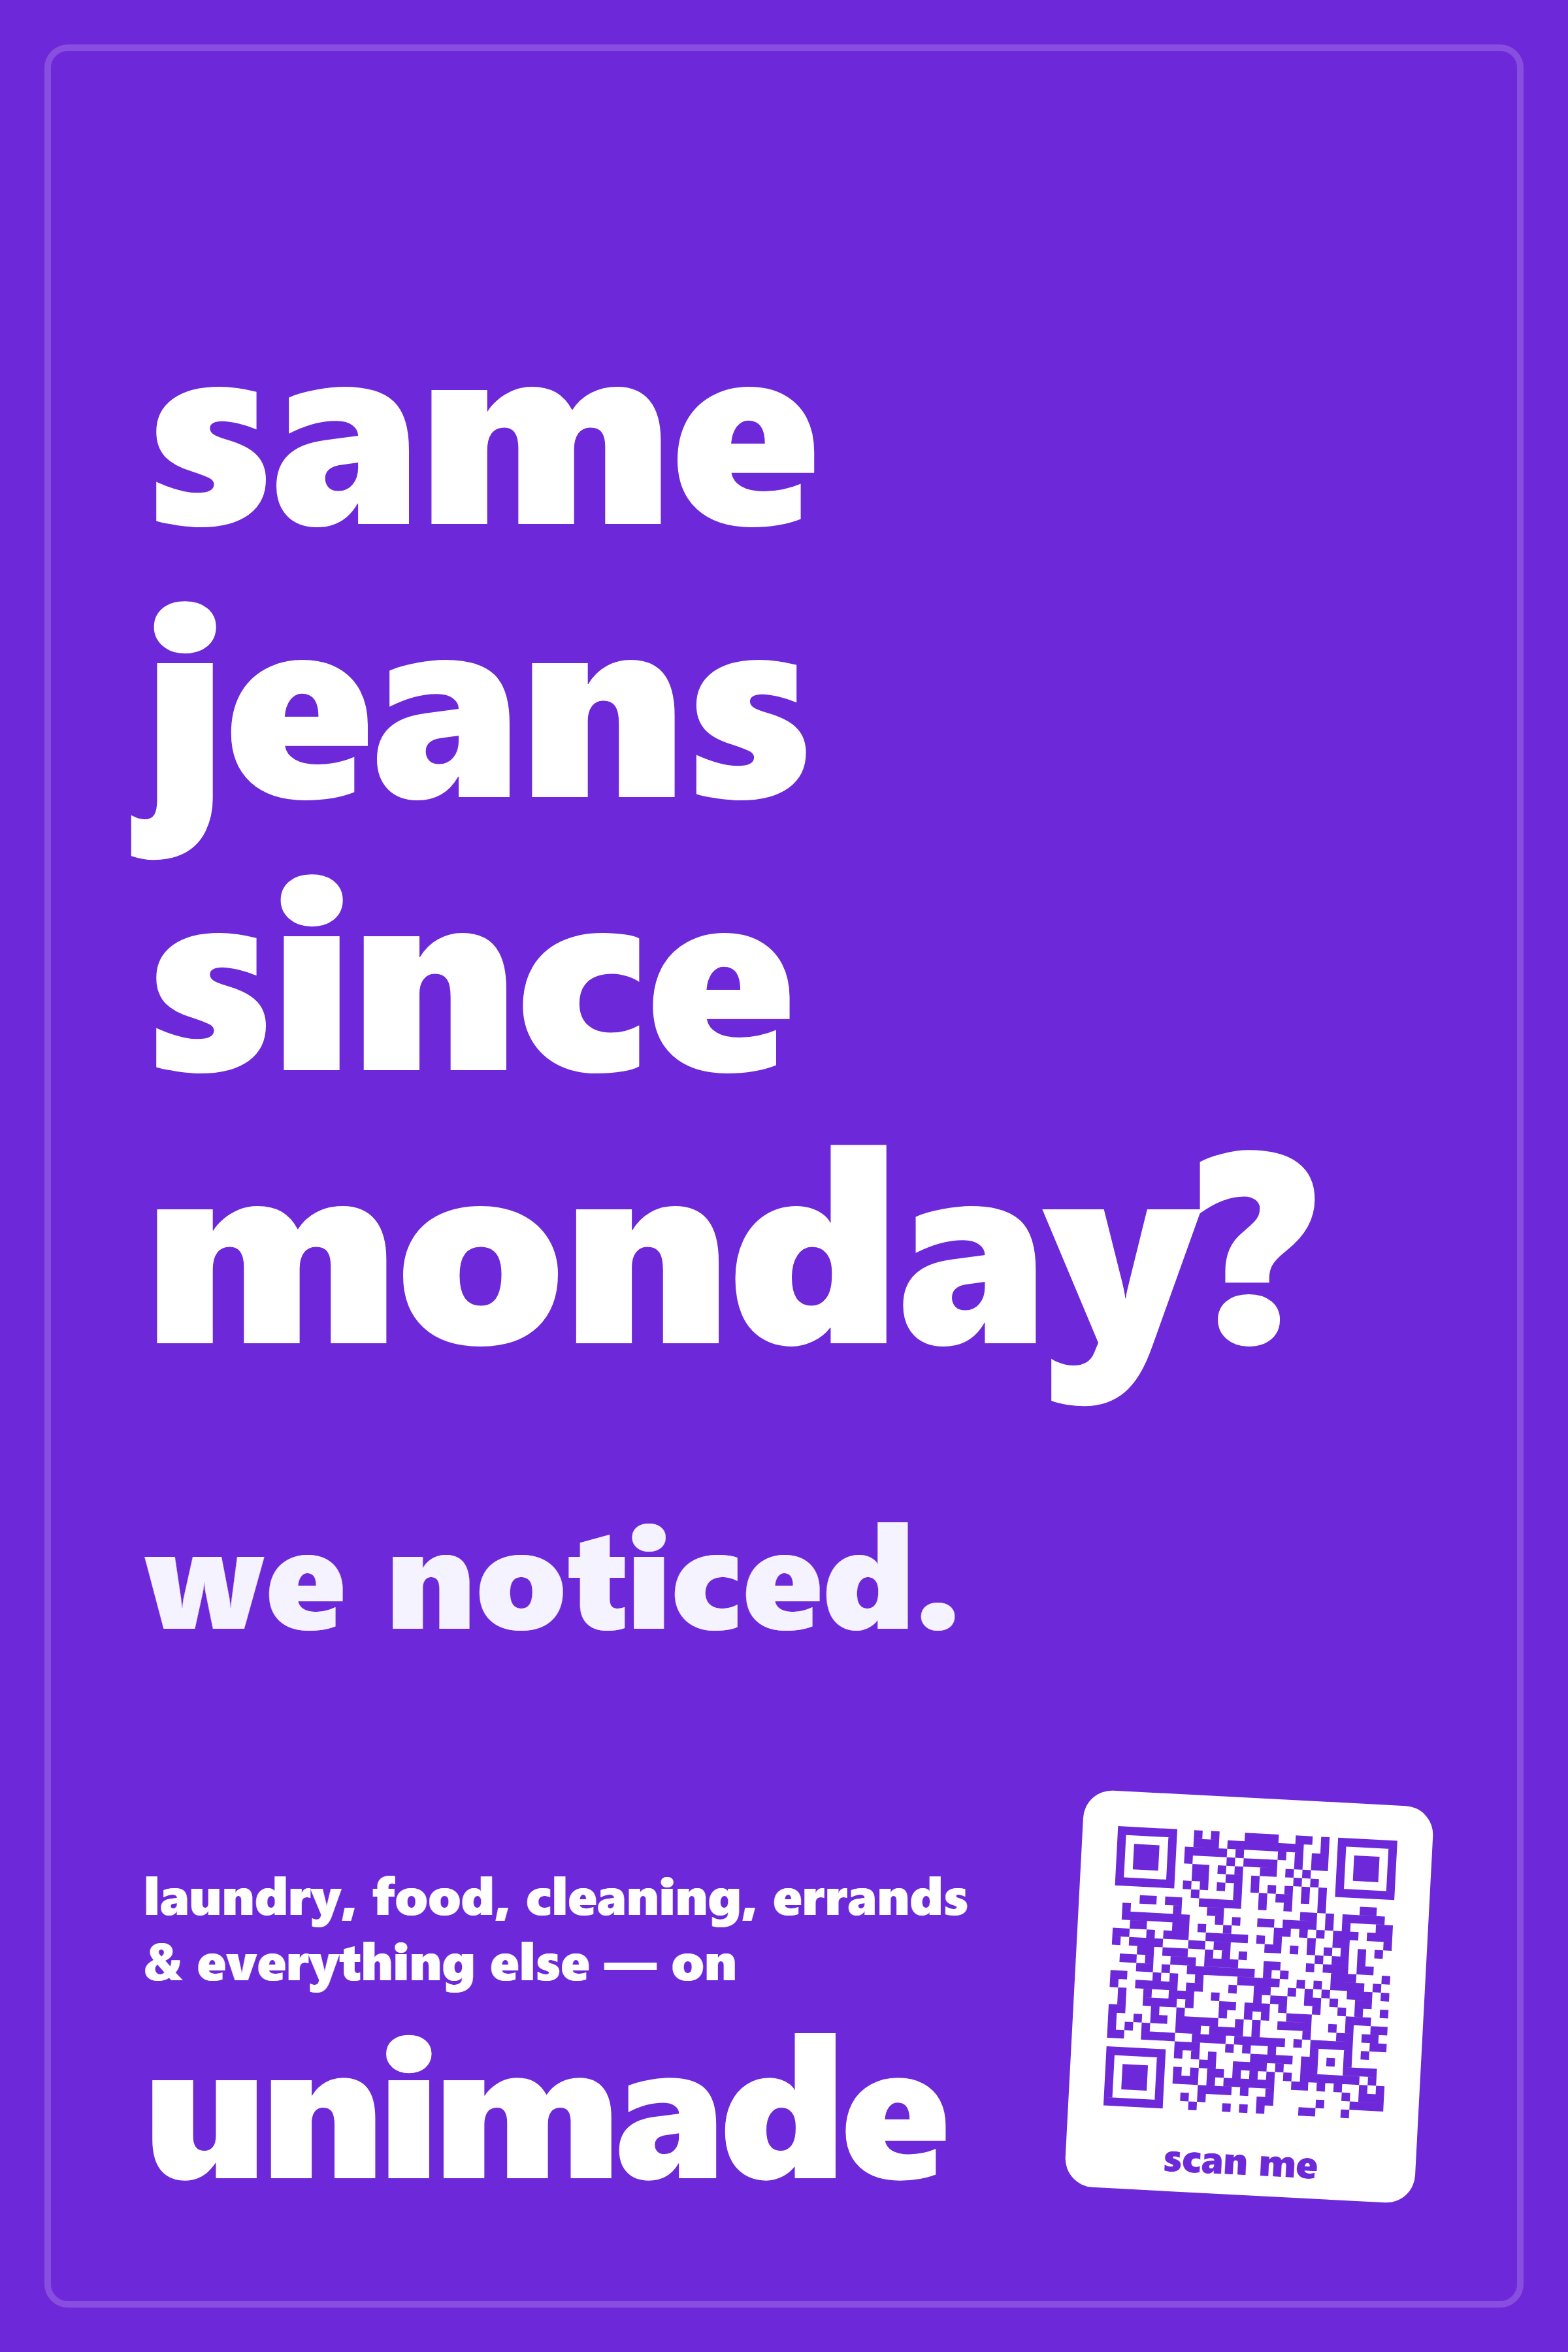 same
jeans
since
monday?
we noticed.
laundry, food, cleaning, errands
& everything else — on
unimade
scan me